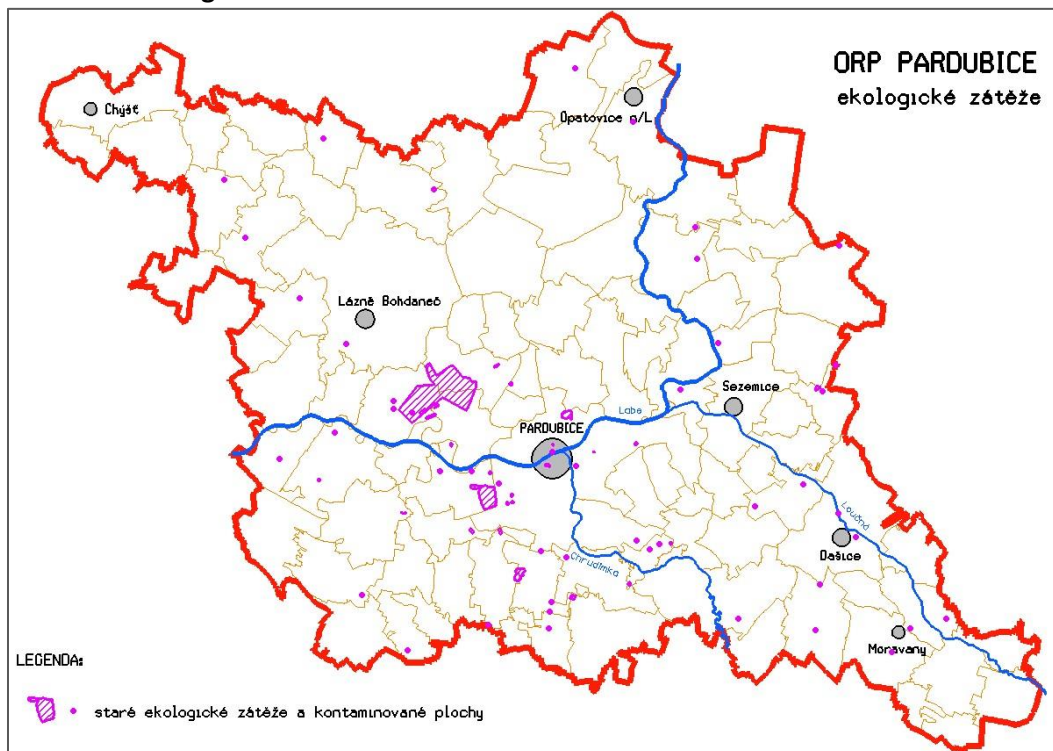 ORP PARDUBICE
ekologické zátěže
Chýšť
Opatovice n/L
Lázně Bohdaneč
Sezemice
Labe
PARDUBICE
Loučná
Dašice
Chrudimka
Moravany
LEGENDA:
staré ekologické zátěže a kontaminované plochy